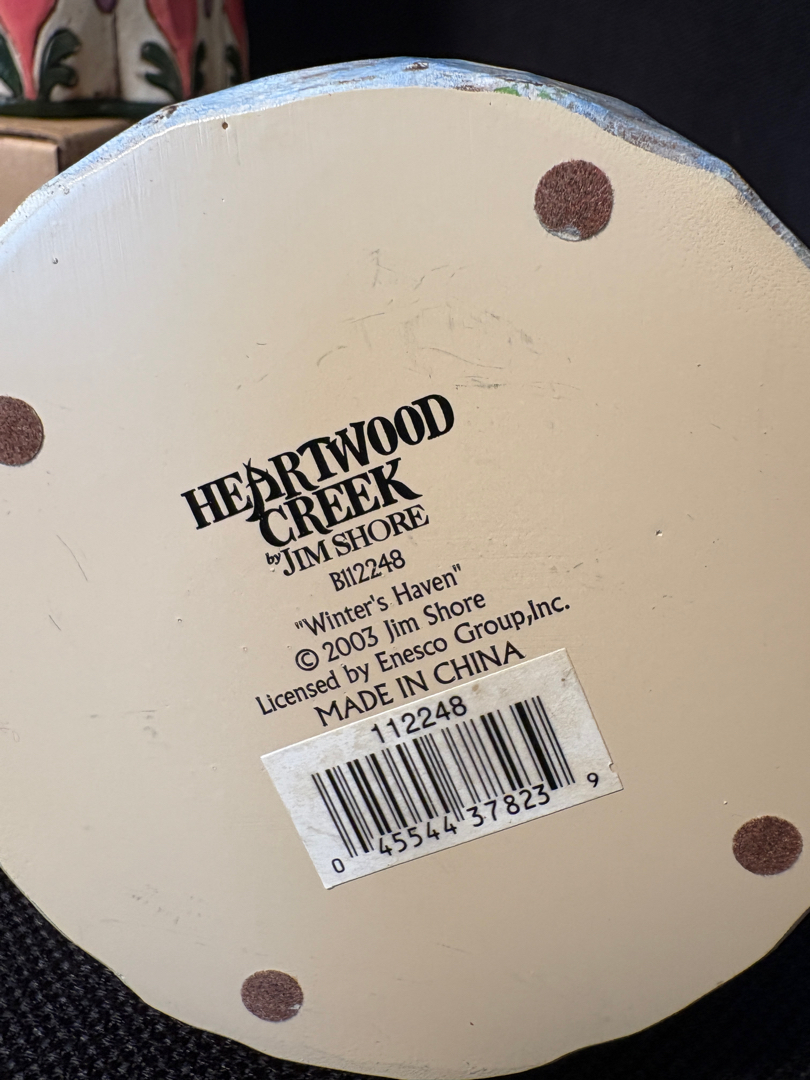 HEARTWOOD
CREEK
by JIM SHORE
B112248
"Winter's Haven"
© 2003 Jim Shore
Licensed by Enesco Group,Inc.
MADE IN CHINA
112248
0 45544 37823 9